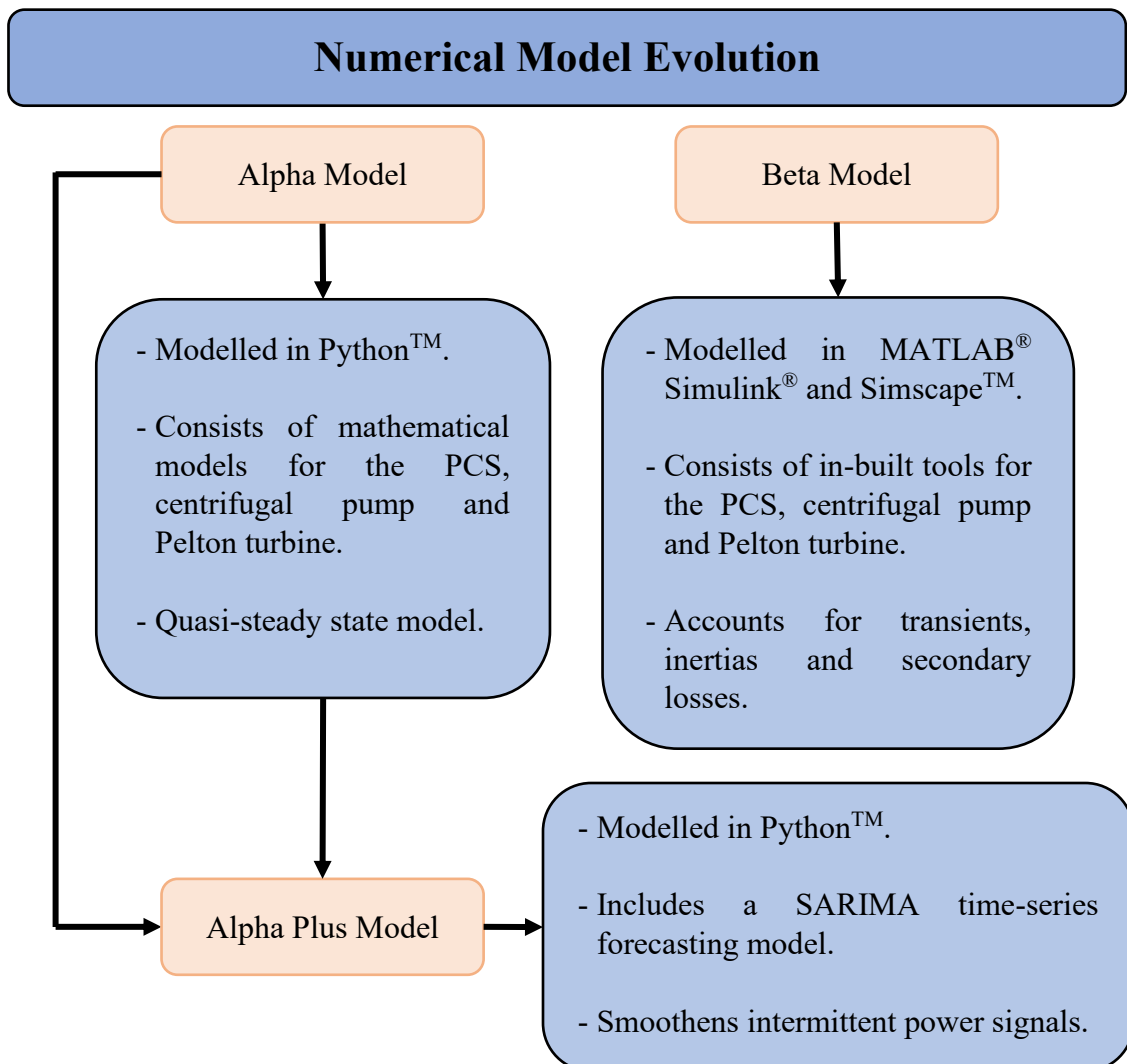 Numerical Model Evolution
Alpha Model
Beta Model
- Modelled in Python™.
- Consists of mathematical
models for the PCS,
centrifugal pump and
Pelton turbine.
- Quasi-steady state model.
- Modelled in MATLAB®
Simulink® and Simscape™.
- Consists of in-built tools for
the PCS, centrifugal pump
and Pelton turbine.
- Accounts for transients,
inertias and secondary
losses.
Alpha Plus Model
- Modelled in Python™.
- Includes a SARIMA time-series
forecasting model.
- Smoothens intermittent power signals.